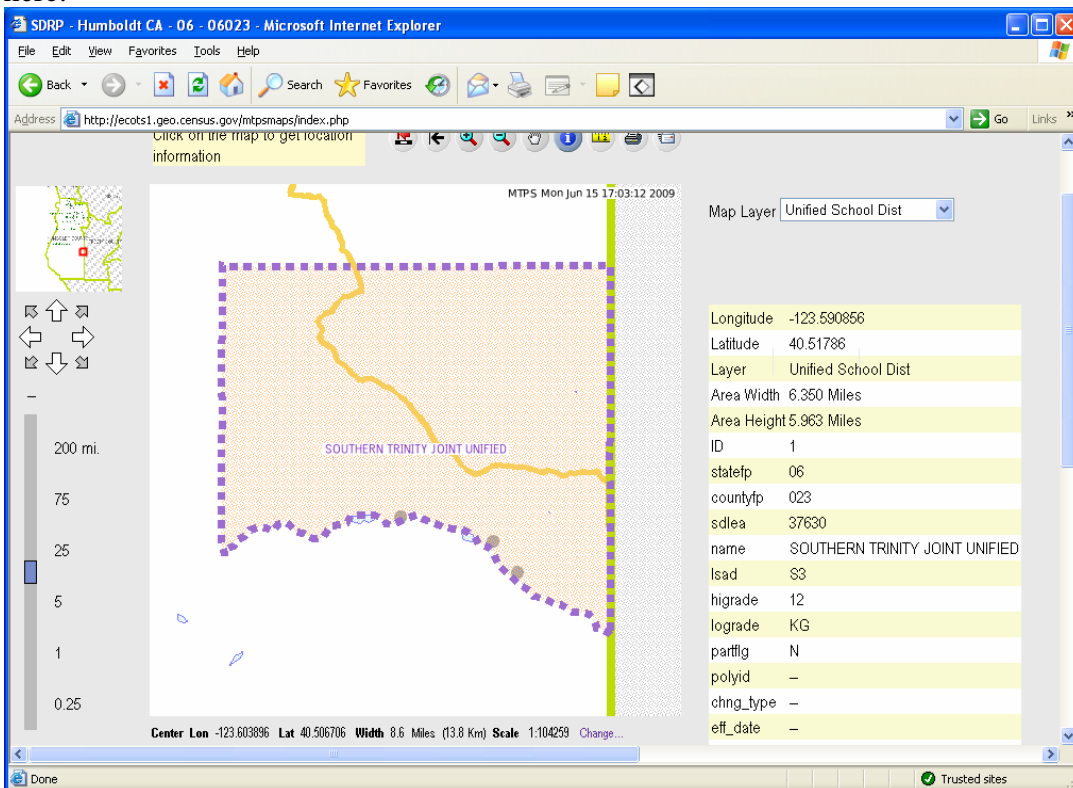 SDRP - Humboldt CA - 06 - 06023 - Microsoft Internet Explorer
File Edit View Favorites Tools Help
Back Search Favorites
Address http://ecots1.geo.census.gov/mtpsmaps/index.php Go Links »
Click on the map to get location
information
MTPS Mon Jun 15 17:03:12 2009
Map Layer Unified School Dist
SOUTHERN TRINITY JOINT UNIFIED
200 mi.
75
25
5
1
0.25
Longitude -123.590856
Latitude 40.51786
Layer Unified School Dist
Area Width 6.350 Miles
Area Height 5.963 Miles
ID 1
statefp 06
countyfp 023
sdlea 37630
name SOUTHERN TRINITY JOINT UNIFIED
lsad S3
higrade 12
lograde KG
partflg N
polyid –
chng_type –
eff_date –
Center Lon -123.603896 Lat 40.506706 Width 8.6 Miles (13.8 Km) Scale 1:104259 Change...
Done Trusted sites